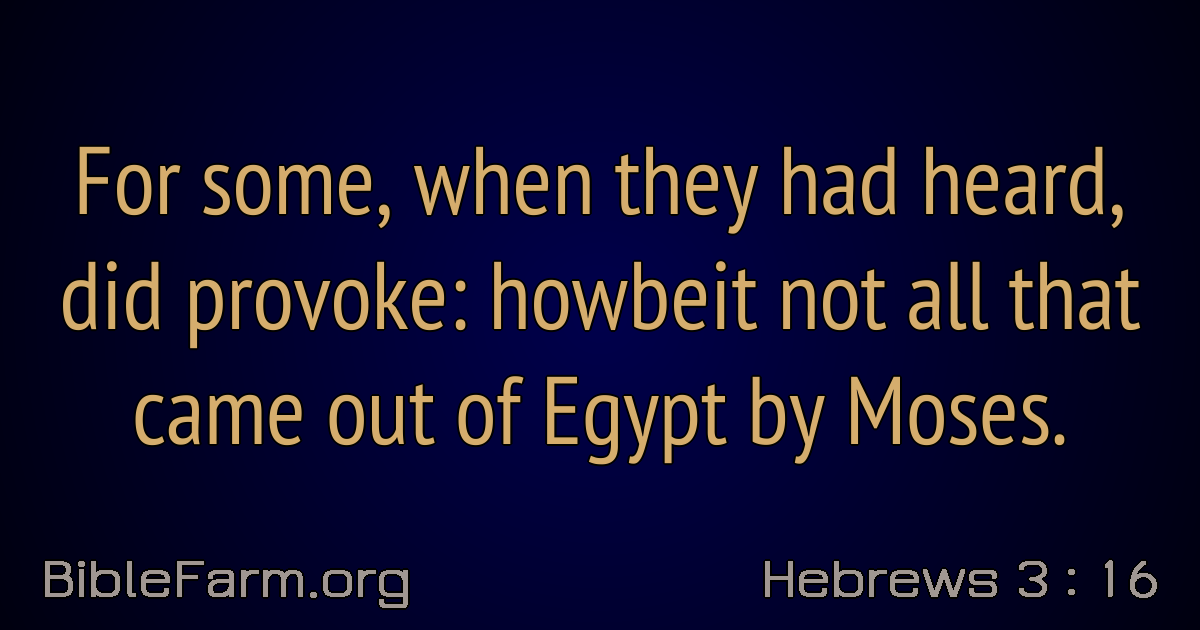 For some, when they had heard,
did provoke: howbeit not all that
came out of Egypt by Moses.
BibleFarm.org
Hebrews 3 : 16